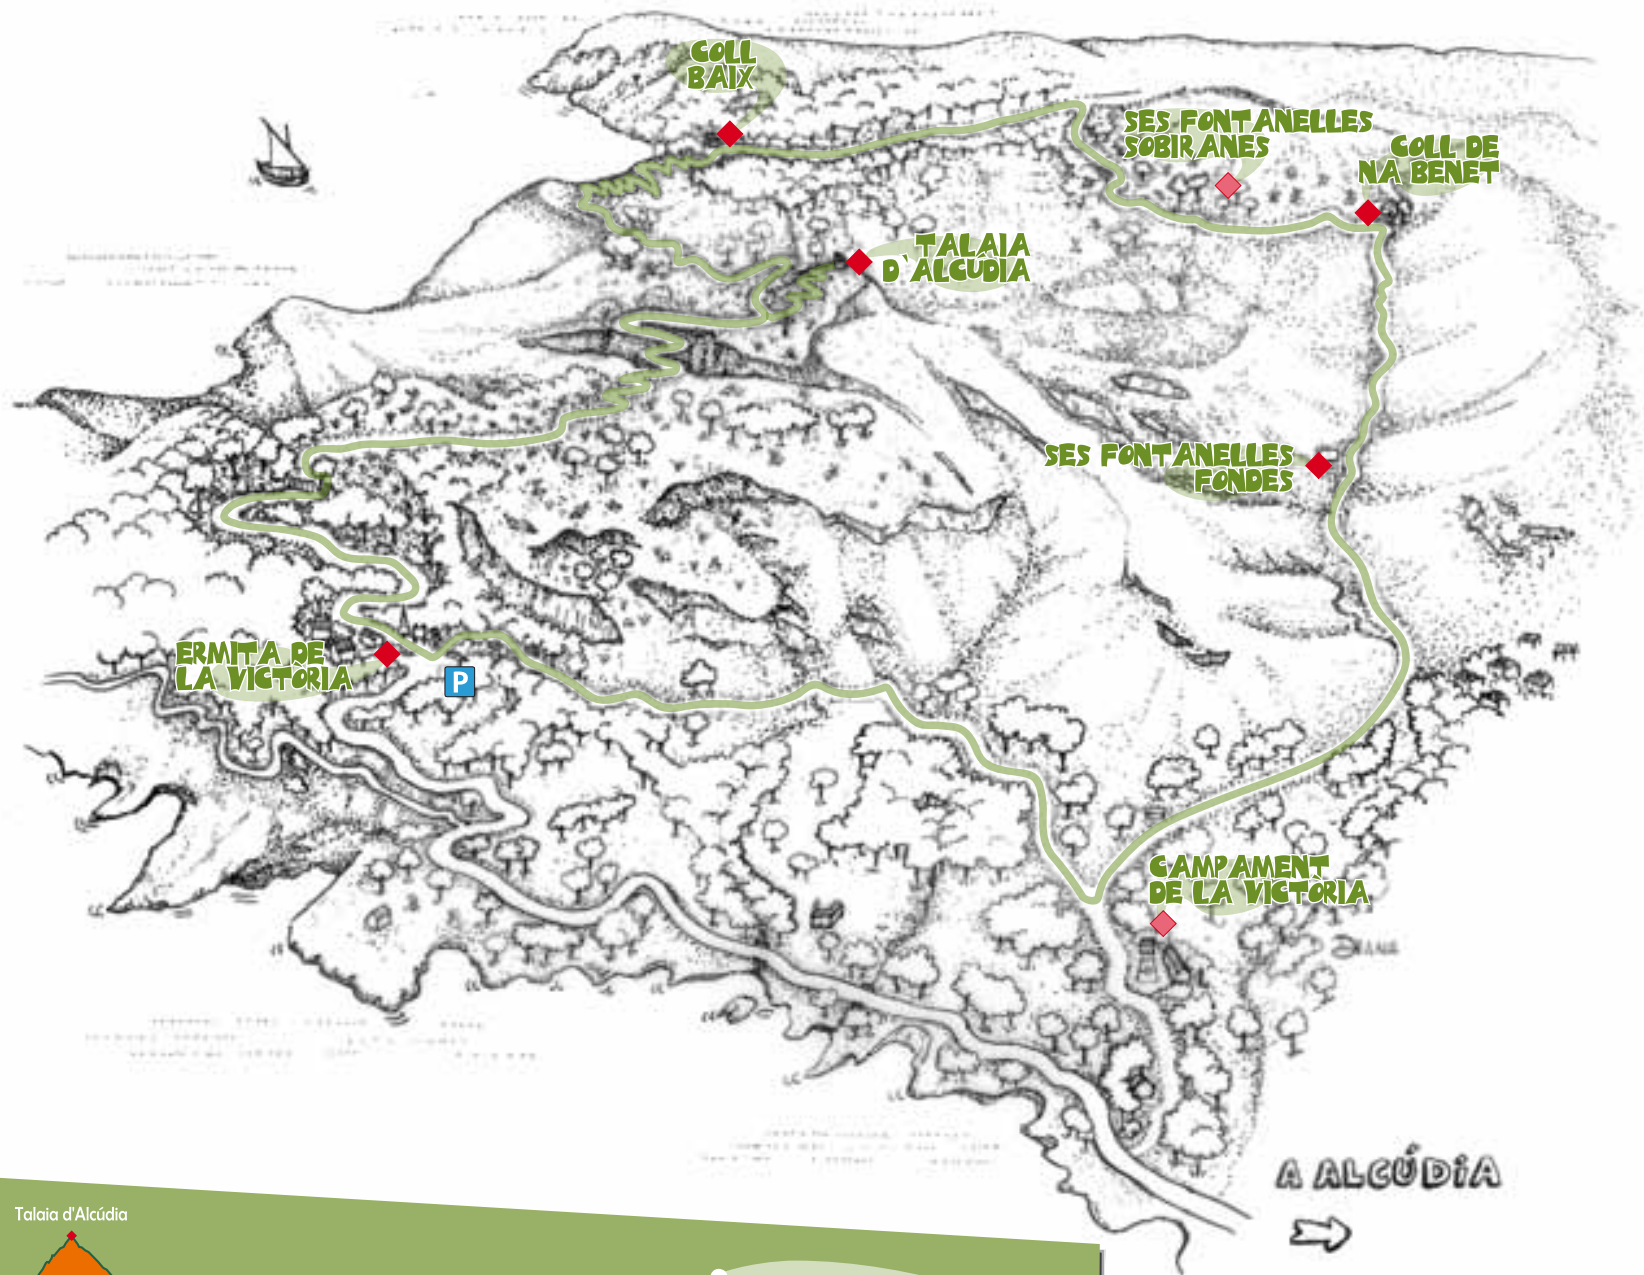 COLL
BAIX
SES FONTANELLES
SOBIRANES
COLL DE
NA BENET
TALAIA
D'ALCÚDIA
SES FONTANELLES
FONDES
ERMITA DE
LA VICTORIA
P
CAMPAMENT
DE LA VICTÒRIA
A ALCÚDIA
Talaia d'Alcúdia